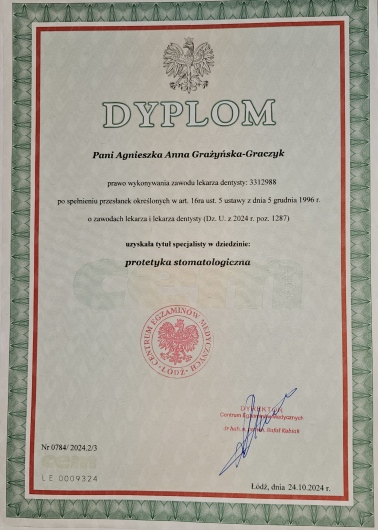 DYPLOM
Pani Agnieszka Anna Grażyńska-Graczyk
prawo wykonywania zawodu lekarza dentysty: 3312988
po spełnieniu przesłanek określonych w art. 16ra ust. 5 ustawy z dnia 5 grudnia 1996 r.
o zawodach lekarza i lekarza dentysty (Dz. U. z 2024 r. poz. 1287)
uzyskała tytuł specjalisty w dziedzinie:
protetyka stomatologiczna
CENTRUM EGZAMINÓW MEDYCZNYCH
ŁÓDŹ
DYREKTOR
Centrum Egzaminów Medycznych
Rafał Kubiak
Nr 0784/ 2024.2/3
LE 0009324
Łódź, dnia 24.10.2024 r.